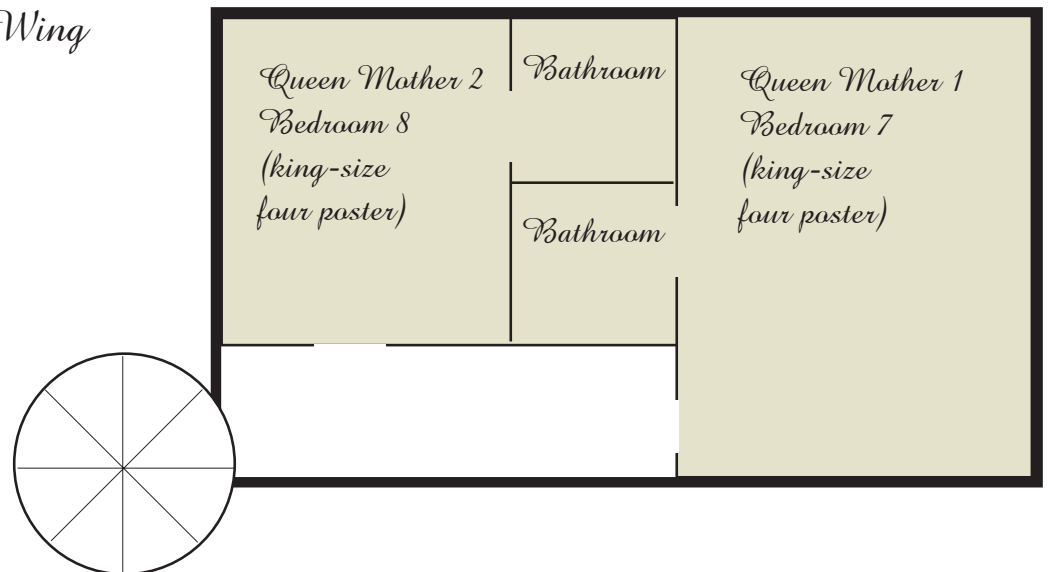 Wing
Queen Mother 2
Bedroom 8
(king-size
four poster)
Bathroom
Bathroom
Queen Mother 1
Bedroom 7
(king-size
four poster)